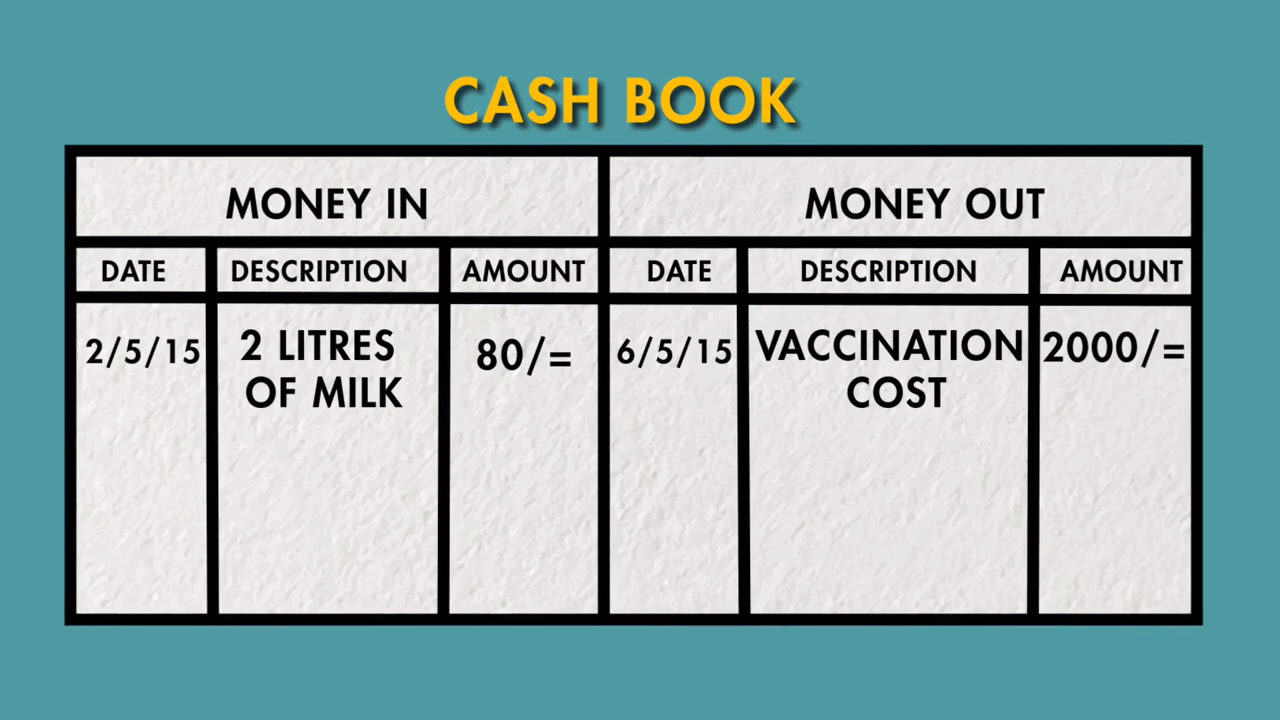 CASH BOOK
MONEY IN
MONEY OUT
DATE
DESCRIPTION
AMOUNT
DATE
DESCRIPTION
AMOUNT
2/5/15
2 LITRES
OF MILK
80/=
6/5/15
VACCINATION
COST
2000/=